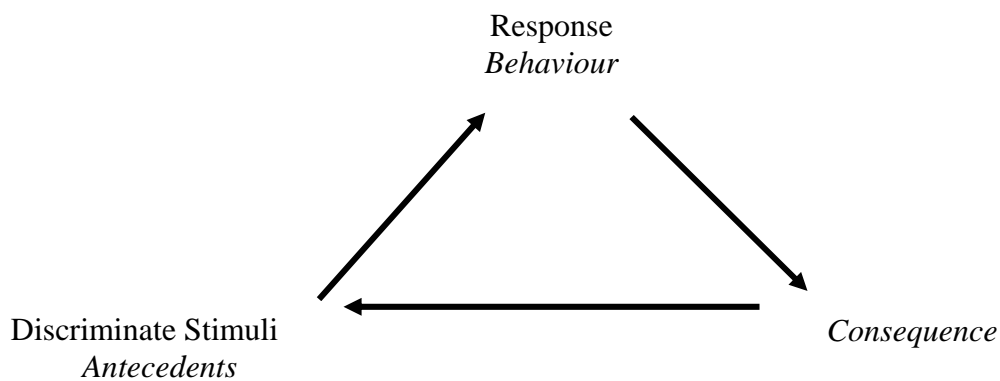 Response
Behaviour
Discriminate Stimuli
Antecedents
Consequence